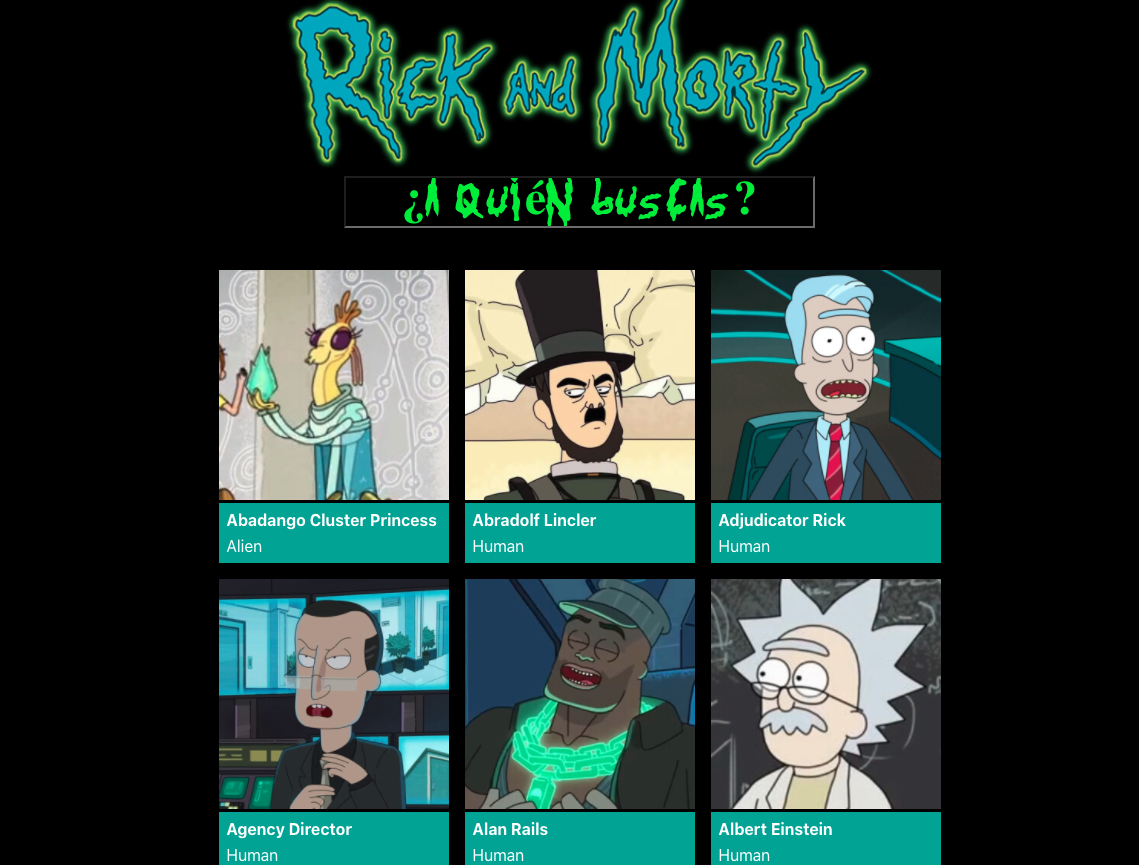 Rick and Morty
¿A Quién buscas?
Abadango Cluster Princess
Alien
Abradolf Lincler
Human
Adjudicator Rick
Human
Agency Director
Human
Alan Rails
Human
Albert Einstein
Human